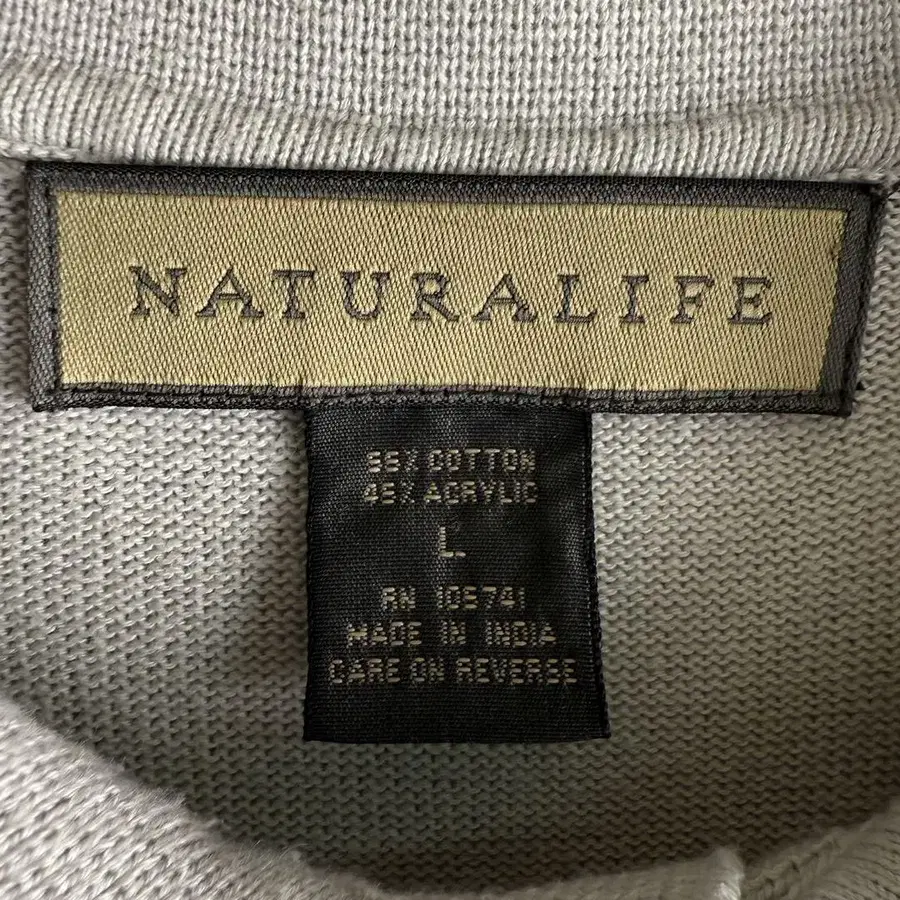 NATURALIFE
55% COTTON
45% ACRYLIC
L
RN 105741
MADE IN INDIA
CARE ON REVERSE